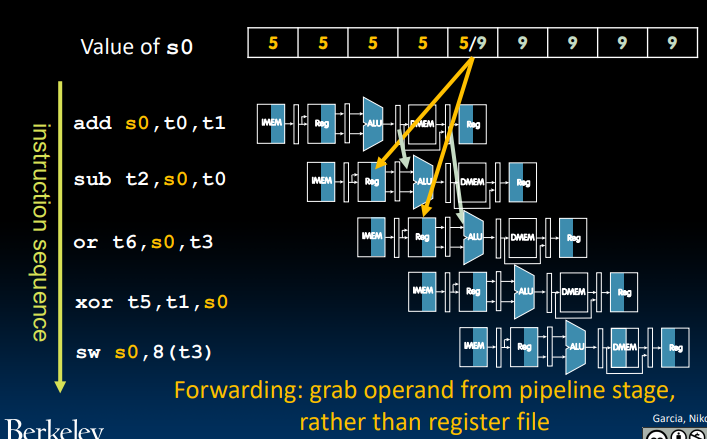 Value of s0 5 5 5 5 5/9 9 9 9 9
instruction sequence
add s0,t0,t1 IMEM Reg ALU DMEM Reg
sub t2,s0,t0 IMEM Reg ALU DMEM Reg
or t6,s0,t3 IMEM Reg ALU DMEM Reg
xor t5,t1,s0 IMEM Reg ALU DMEM Reg
sw s0,8(t3) IMEM Reg ALU DMEM Reg
Forwarding: grab operand from pipeline stage,
rather than register file
Berkeley
Garcia, Niko